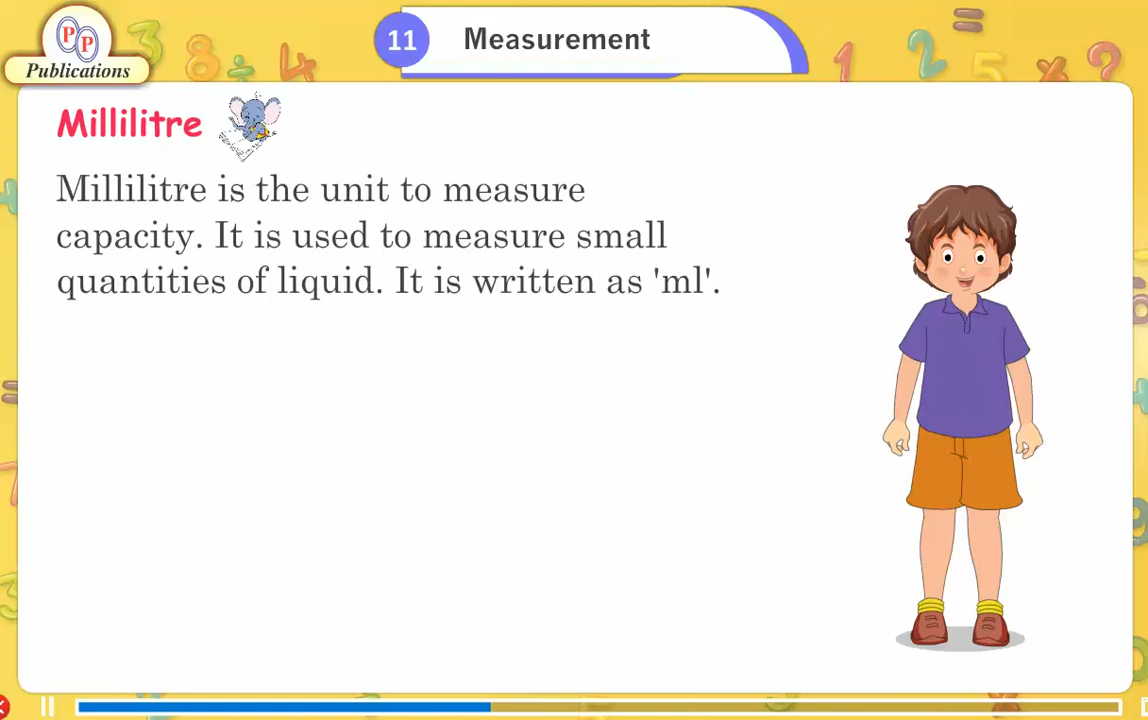 P P
Publications
11 Measurement
Millilitre
Millilitre is the unit to measure
capacity. It is used to measure small
quantities of liquid. It is written as 'ml'.